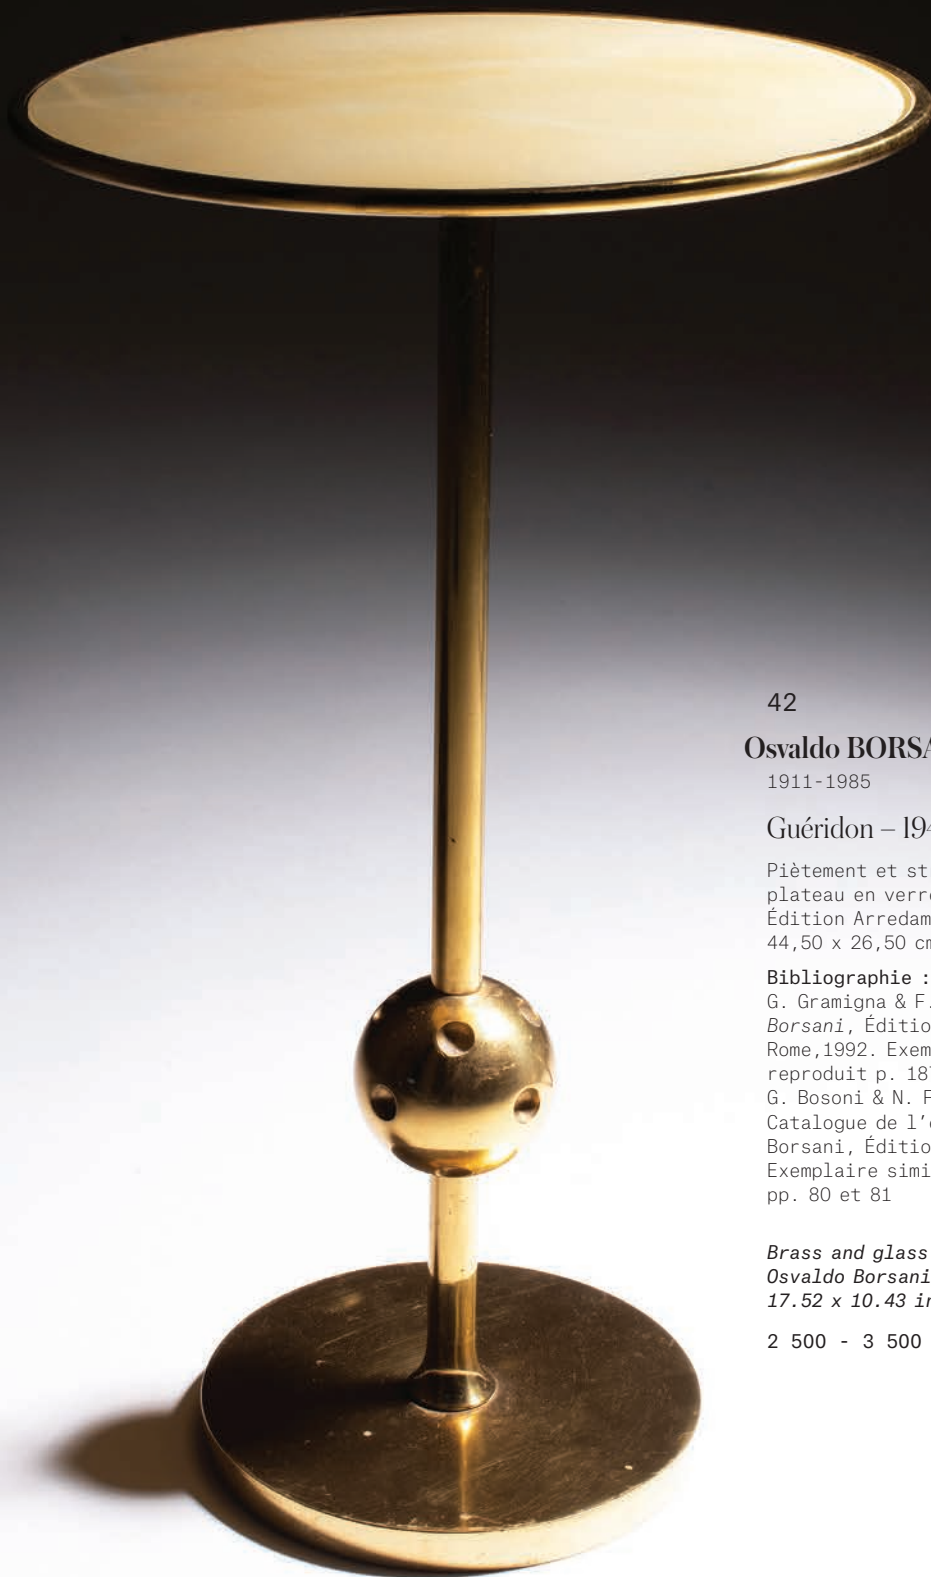 42
Osvaldo BORSA
1911-1985
Guéridon – 194
Piètement et st
plateau en verre
Édition Arredam
44,50 x 26,50 cm
Bibliographie :
G. Gramigna & F.
Borsani, Éditio
Rome,1992. Exem
reproduit p. 187
G. Bosoni & N. F
Catalogue de l'e
Borsani, Éditio
Exemplaire simi
pp. 80 et 81
Brass and glass
Osvaldo Borsani
17.52 x 10.43 in
2 500 - 3 500